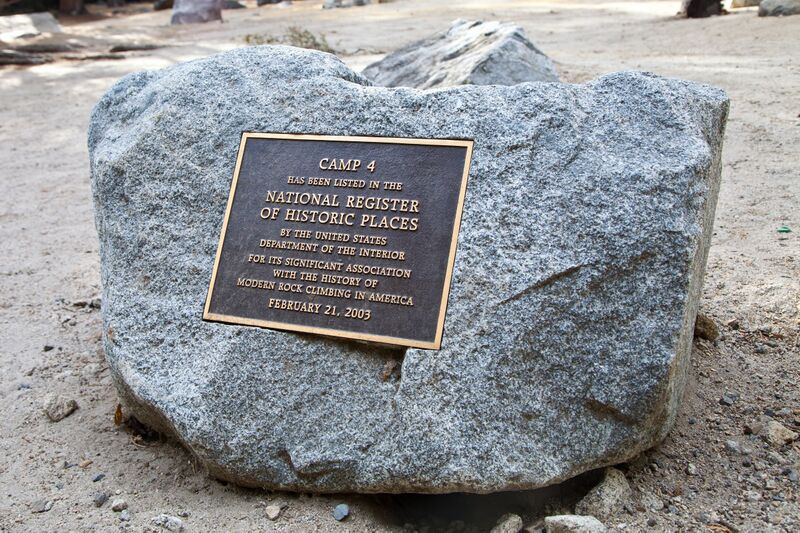 CAMP 4
HAS BEEN LISTED IN THE
NATIONAL REGISTER
OF HISTORIC PLACES
BY THE UNITED STATES
DEPARTMENT OF THE INTERIOR
FOR ITS SIGNIFICANT ASSOCIATION
WITH THE HISTORY OF
MODERN ROCK CLIMBING IN AMERICA
FEBRUARY 21, 2003